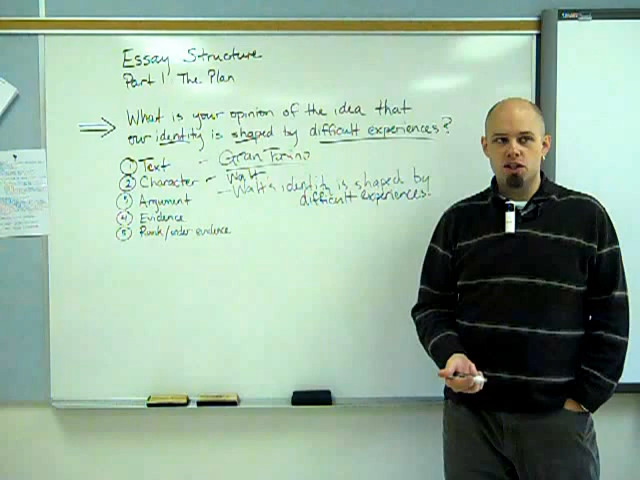 Essay Structure
Part 1 The Plan
What is your opinion of the idea that
our identity is shaped by difficult experiences?
1 Text - Gran Torino
2 Character - Walt
- Walt's identity is shaped by
difficult experiences.
3 Argument
4 Evidence
5 Rank/order evidence